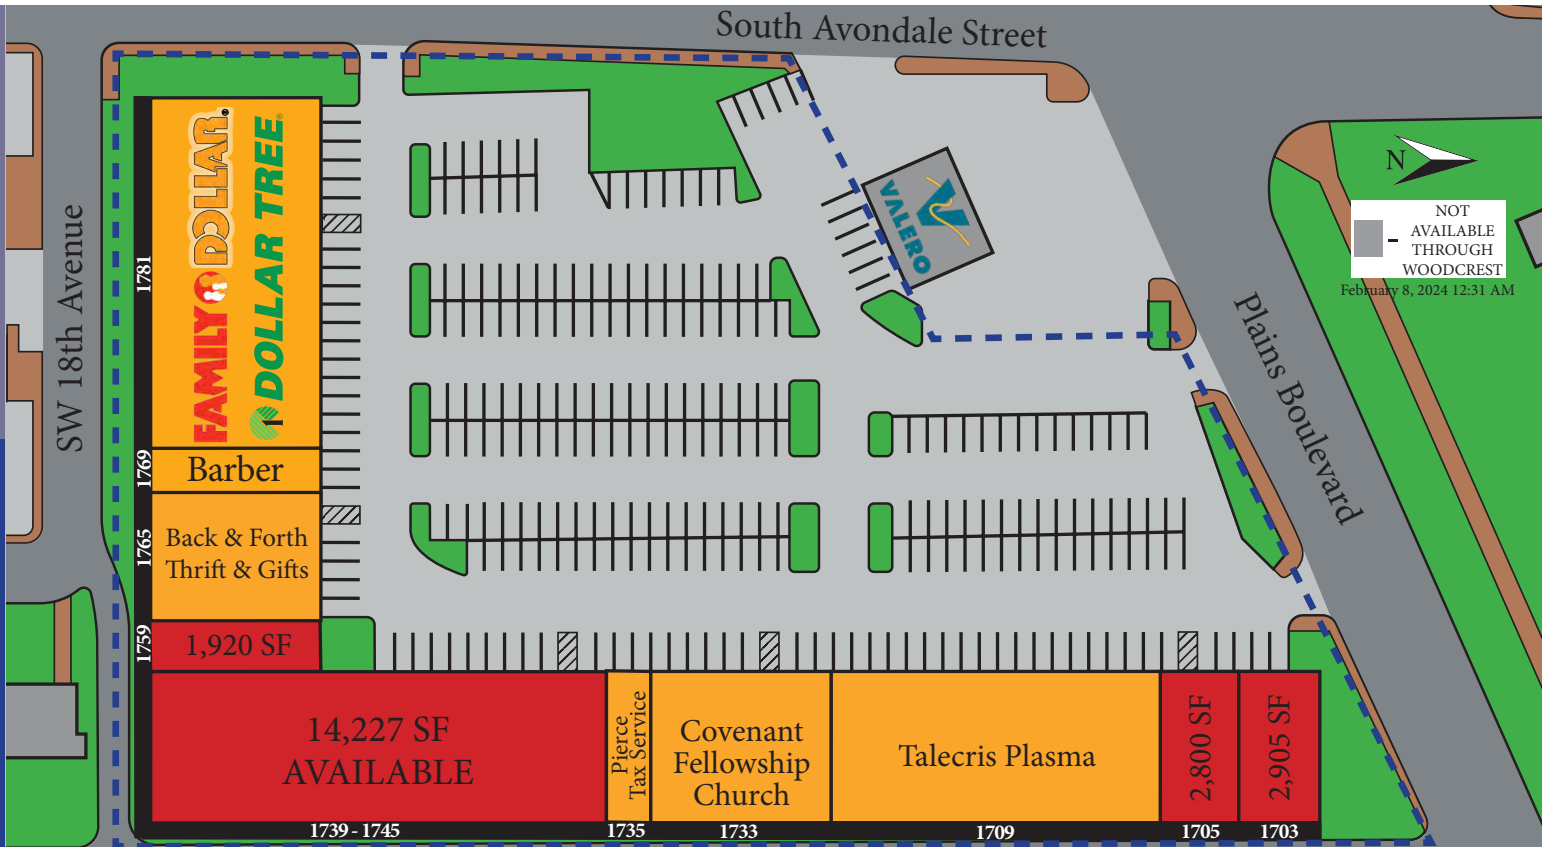 South Avondale Street
SW 18th Avenue
Plains Boulevard
N
NOT
AVAILABLE
THROUGH
WOODCREST
February 8, 2024 12:31 AM
VALERO
FAMILY DOLLAR
DOLLAR TREE
1781
Barber
1769
Back & Forth
Thrift & Gifts
1765
1,920 SF
1759
14,227 SF
AVAILABLE
Pierce
Tax Service
Covenant
Fellowship
Church
Talecris Plasma
2,800 SF
2,905 SF
1739 - 1745
1735
1733
1709
1705
1703